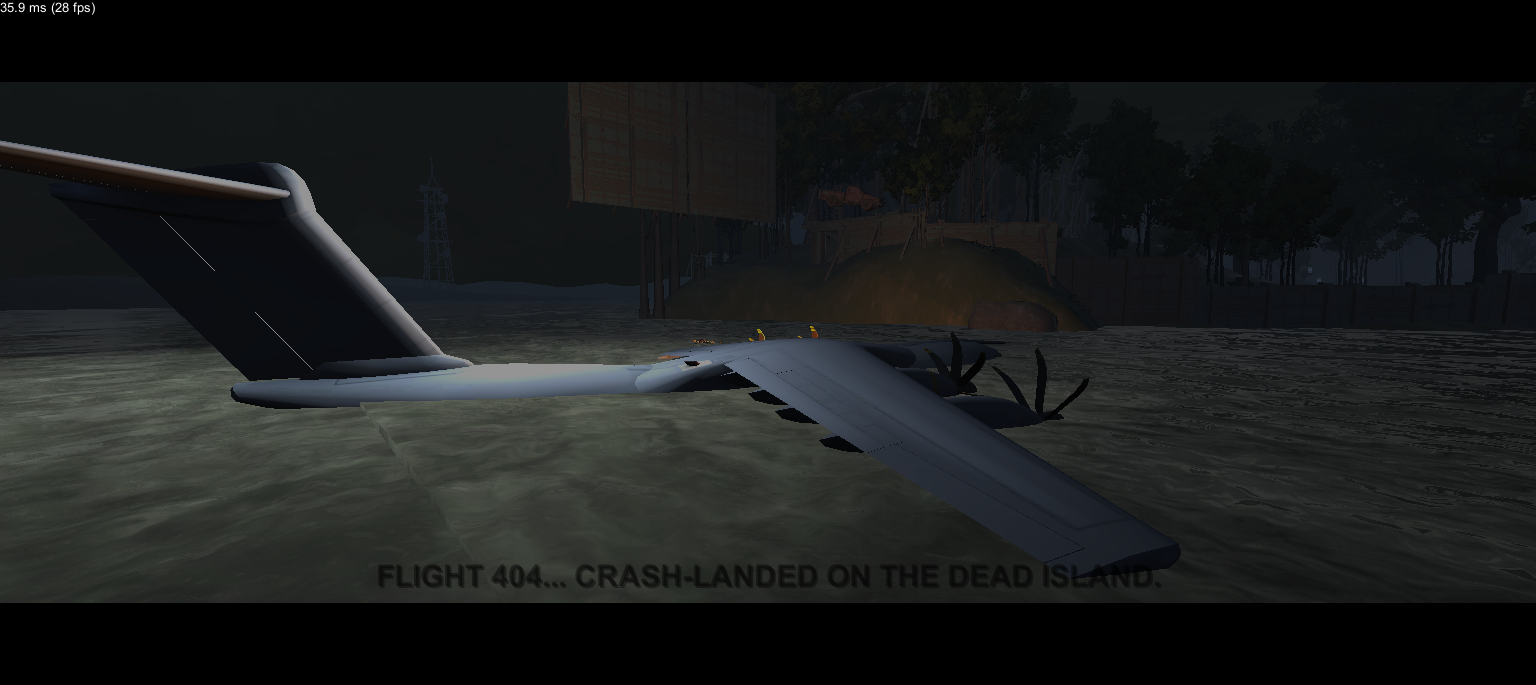 35.9 ms (28 fps)
FLIGHT 404... CRASH-LANDED ON THE DEAD ISLAND.